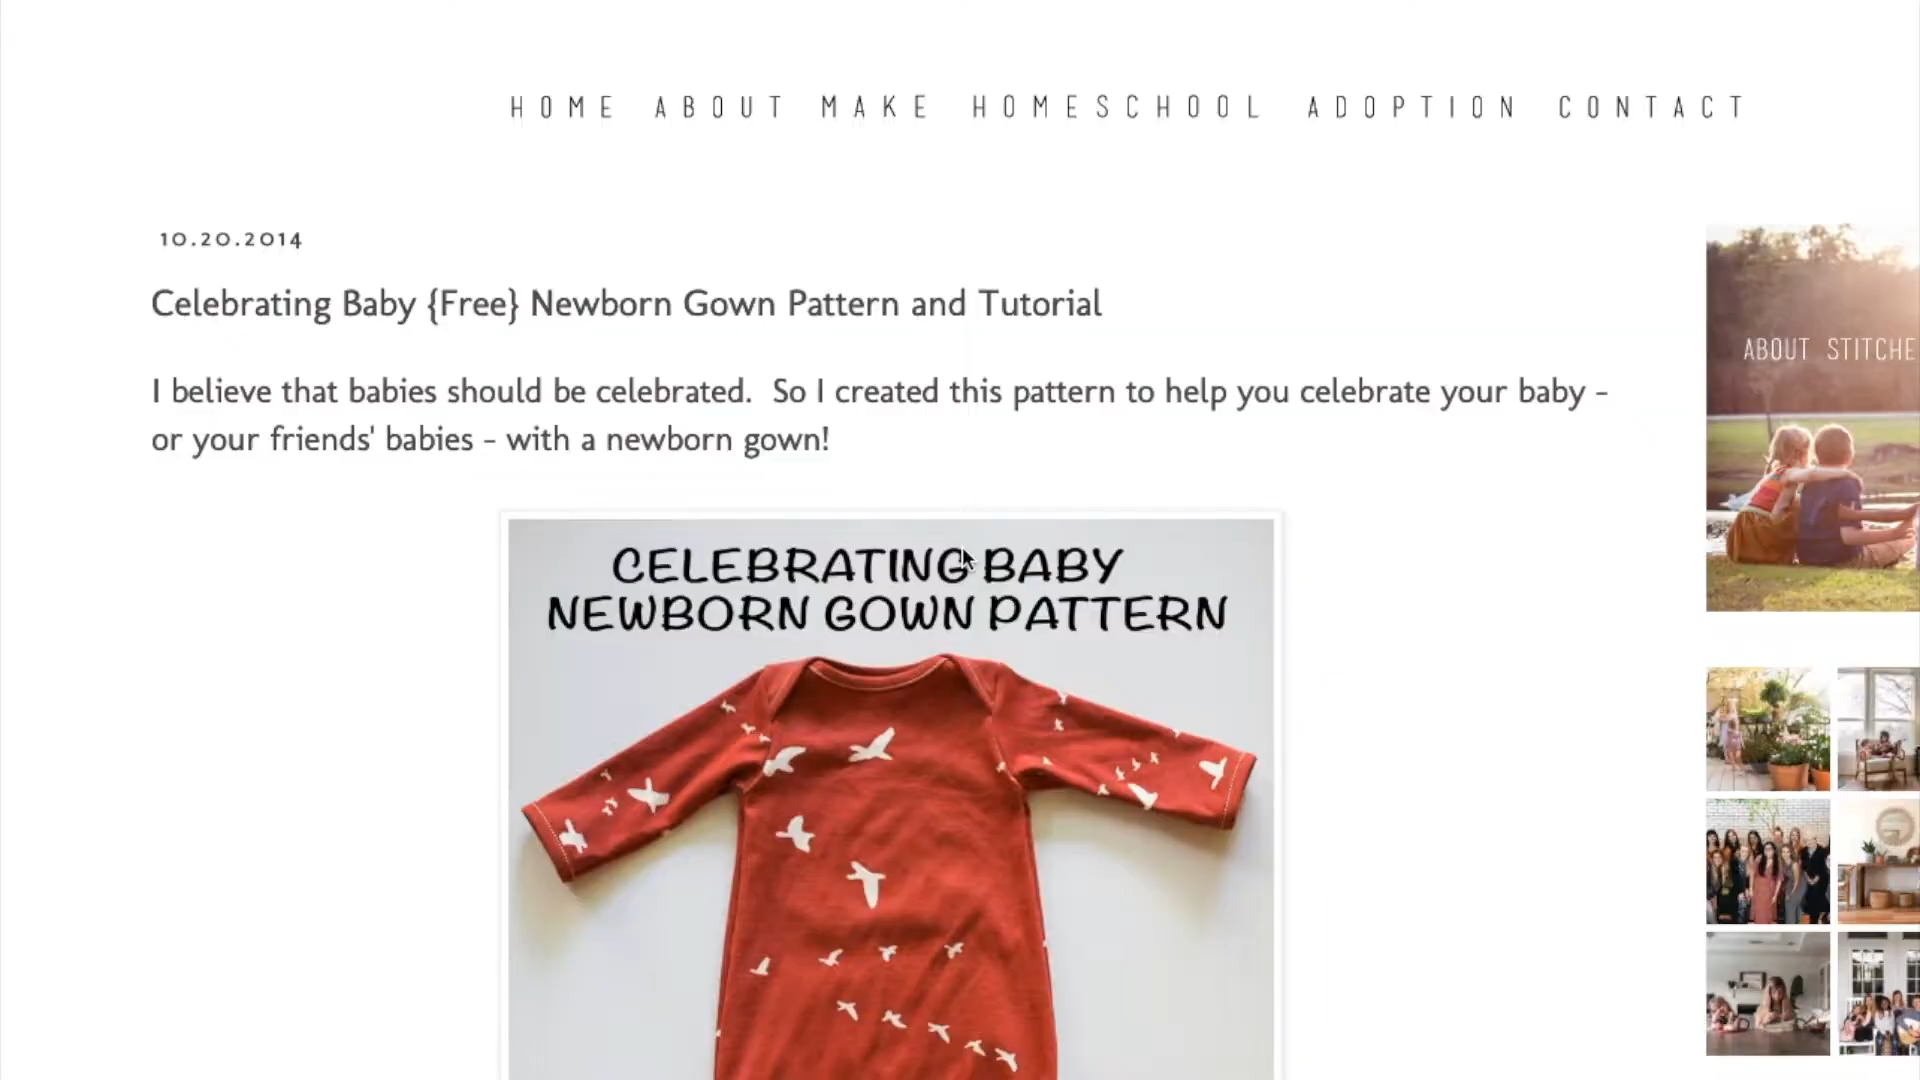 HOME ABOUT MAKE HOMESCHOOL ADOPTION CONTACT
10.20.2014
Celebrating Baby {Free} Newborn Gown Pattern and Tutorial
I believe that babies should be celebrated.  So I created this pattern to help you celebrate your baby -
or your friends' babies - with a newborn gown!
ABOUT STITCHE
CELEBRATING BABY
NEWBORN GOWN PATTERN